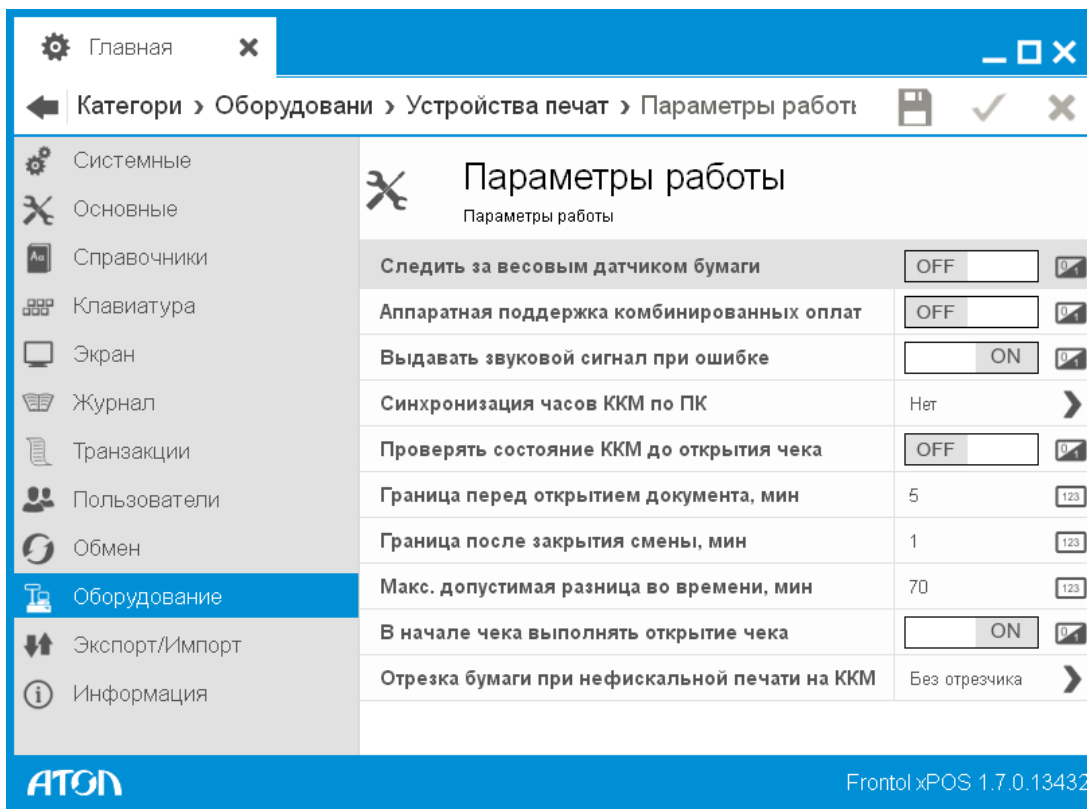 Главная
Категори › Оборудовани › Устройства печат › Параметры работы
Системные
Основные
Справочники
Клавиатура
Экран
Журнал
Транзакции
Пользователи
Обмен
Оборудование
Экспорт/Импорт
Информация
Параметры работы
Параметры работы
Следить за весовым датчиком бумаги OFF
Аппаратная поддержка комбинированных оплат OFF
Выдавать звуковой сигнал при ошибке ON
Синхронизация часов ККМ по ПК Нет
Проверять состояние ККМ до открытия чека OFF
Граница перед открытием документа, мин 5 123
Граница после закрытия смены, мин 1 123
Макс. допустимая разница во времени, мин 70 123
В начале чека выполнять открытие чека ON
Отрезка бумаги при нефискальной печати на ККМ Без отрезчика
АТОЛ Frontol xPOS 1.7.0.13432